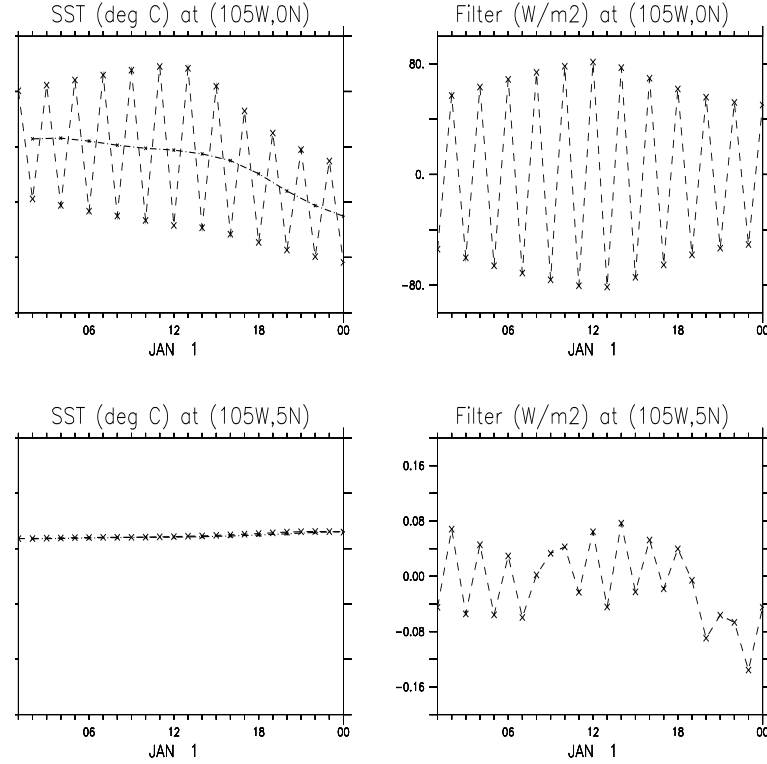 SST (deg C) at (105W,0N)
06 12 18 00
JAN 1
Filter (W/m2) at (105W,0N)
80.
0.
-80.
06 12 18 00
JAN 1
SST (deg C) at (105W,5N)
06 12 18 00
JAN 1
Filter (W/m2) at (105W,5N)
0.16
0.08
0.00
-0.08
-0.16
06 12 18 00
JAN 1